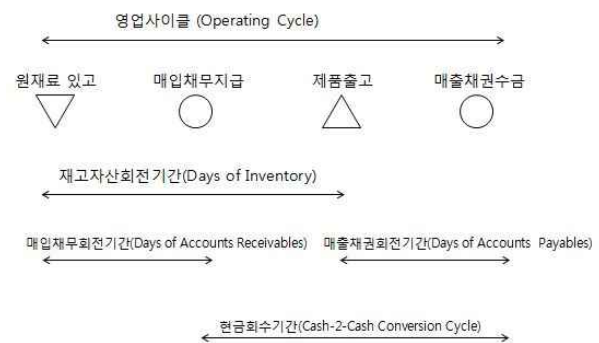 영업사이클 (Operating Cycle)
원재료 있고 매입채무지급 제품출고 매출채권수금
재고자산회전기간(Days of Inventory)
매입채무회전기간(Days of Accounts Receivables) 매출채권회전기간(Days of Accounts Payables)
현금회수기간(Cash-2-Cash Conversion Cycle)